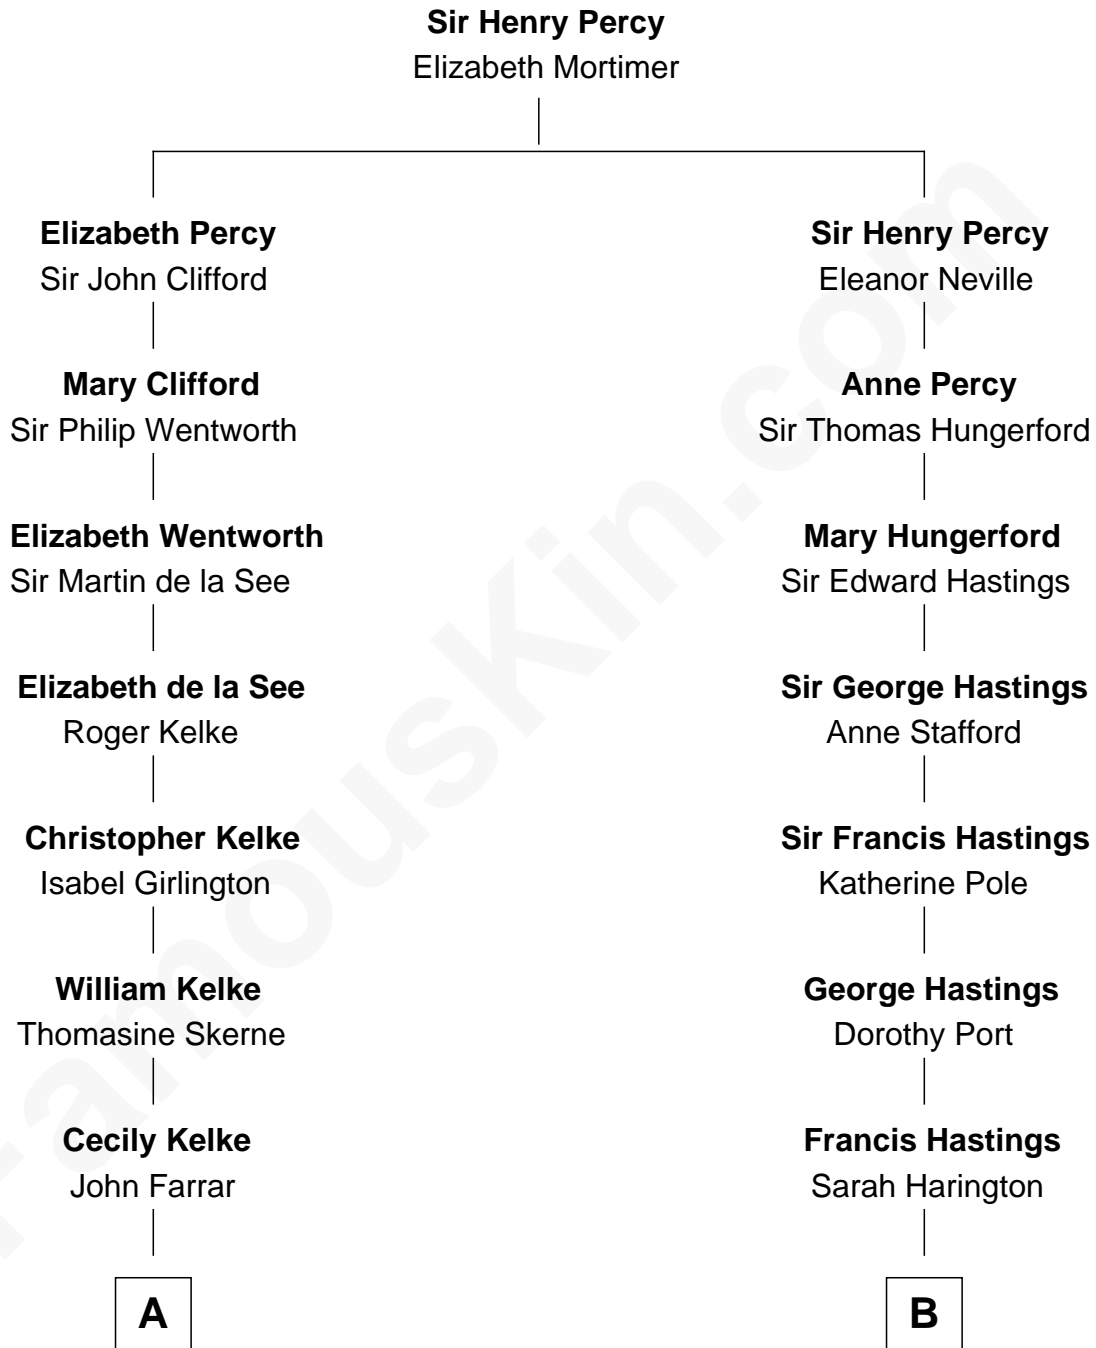 Sir Henry Percy
Elizabeth Mortimer
Elizabeth Percy
Sir John Clifford
Sir Henry Percy
Eleanor Neville
Mary Clifford
Sir Philip Wentworth
Anne Percy
Sir Thomas Hungerford
Elizabeth Wentworth
Sir Martin de la See
Mary Hungerford
Sir Edward Hastings
Elizabeth de la See
Roger Kelke
Sir George Hastings
Anne Stafford
Christopher Kelke
Isabel Girlington
Sir Francis Hastings
Katherine Pole
William Kelke
Thomasine Skerne
George Hastings
Dorothy Port
Cecily Kelke
John Farrar
Francis Hastings
Sarah Harington
A
B
FamousKin.com